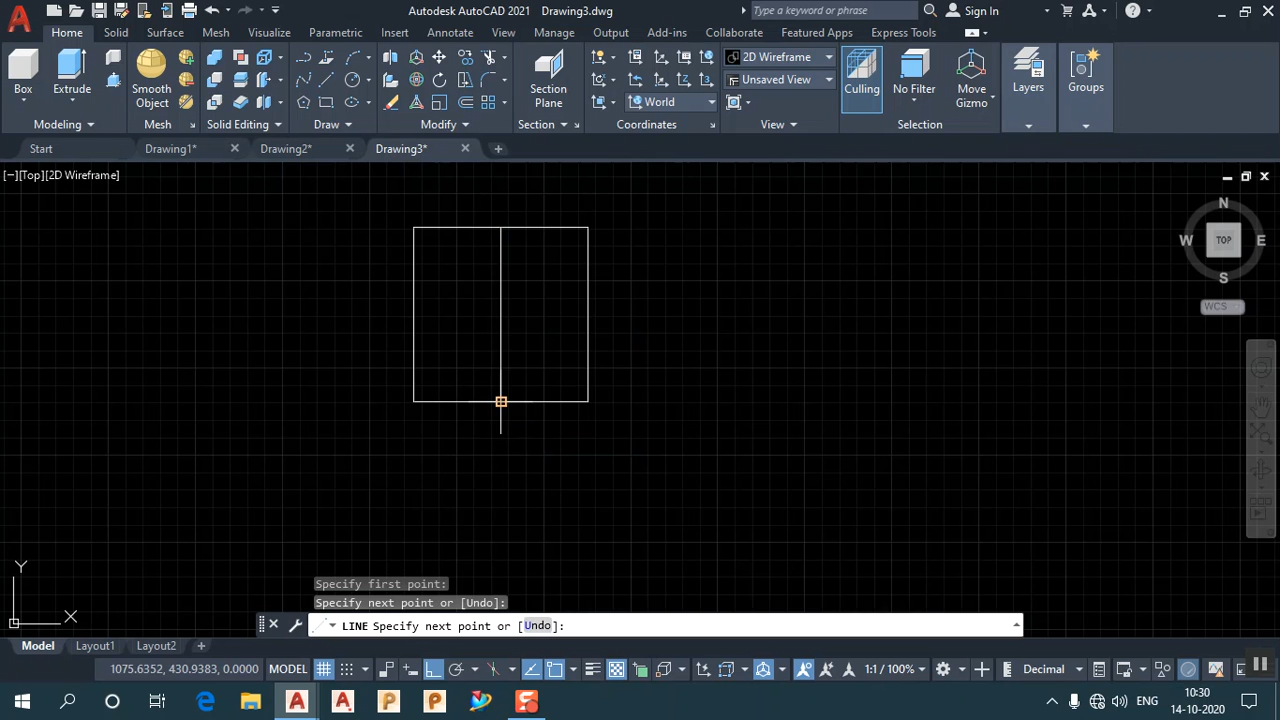 A Autodesk AutoCAD 2021 Drawing3.dwg Type a keyword or phrase Sign In
Home Solid Surface Mesh Visualize Parametric Insert Annotate View Manage Output Add-ins Collaborate Featured Apps Express Tools
2D Wireframe
Unsaved View
World
Box Extrude Smooth Object Section Plane Culling No Filter Move Gizmo Layers Groups
Modeling Mesh Solid Editing Draw Modify Section Coordinates View Selection
Start Drawing1* Drawing2* Drawing3*
[−][Top][2D Wireframe]
N
W TOP E
S
WCS
Y
X
Specify first point:
Specify next point or [Undo]:
LINE Specify next point or [Undo]:
Model Layout1 Layout2
1075.6352, 430.9383, 0.0000 MODEL 1:1 / 100% Decimal
ENG 10:30
14-10-2020